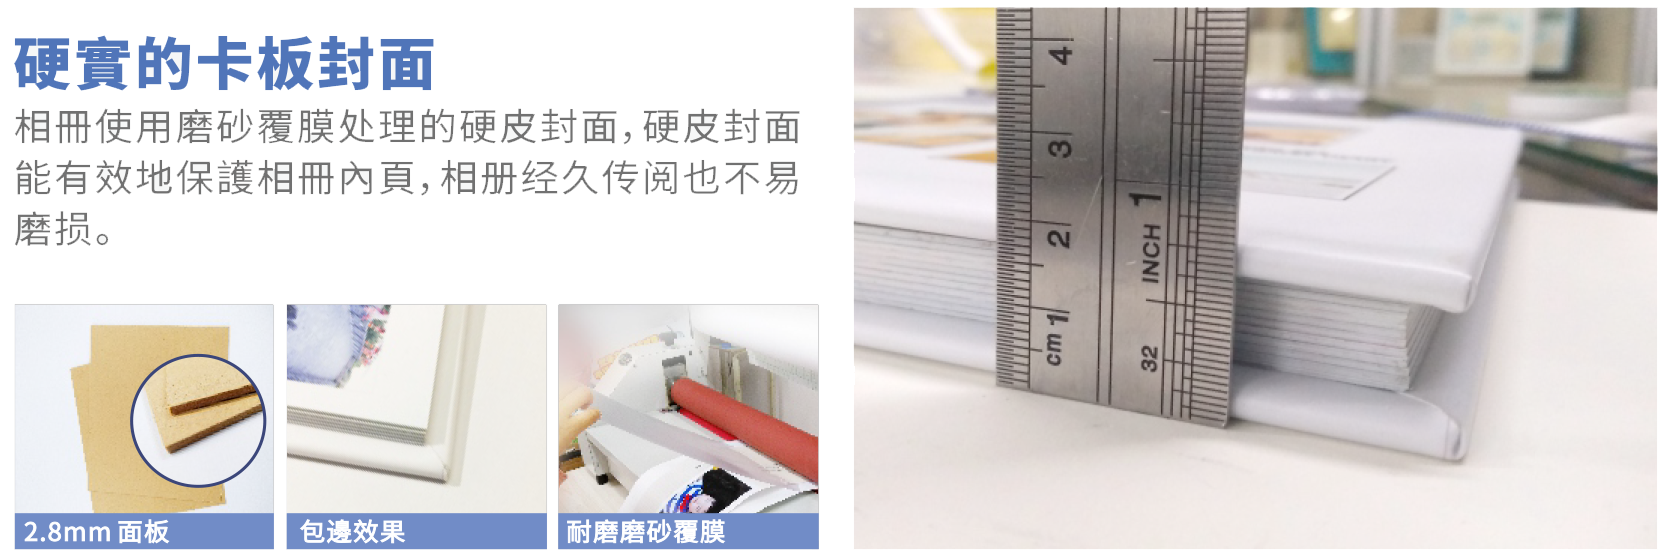 硬實的卡板封面
相冊使用磨砂覆膜处理的硬皮封面，硬皮封面
能有效地保護相冊內頁，相册经久传阅也不易
磨损。
2.8mm 面板
包邊效果
耐磨磨砂覆膜
4
3
2
cm 1
1
INCH
32